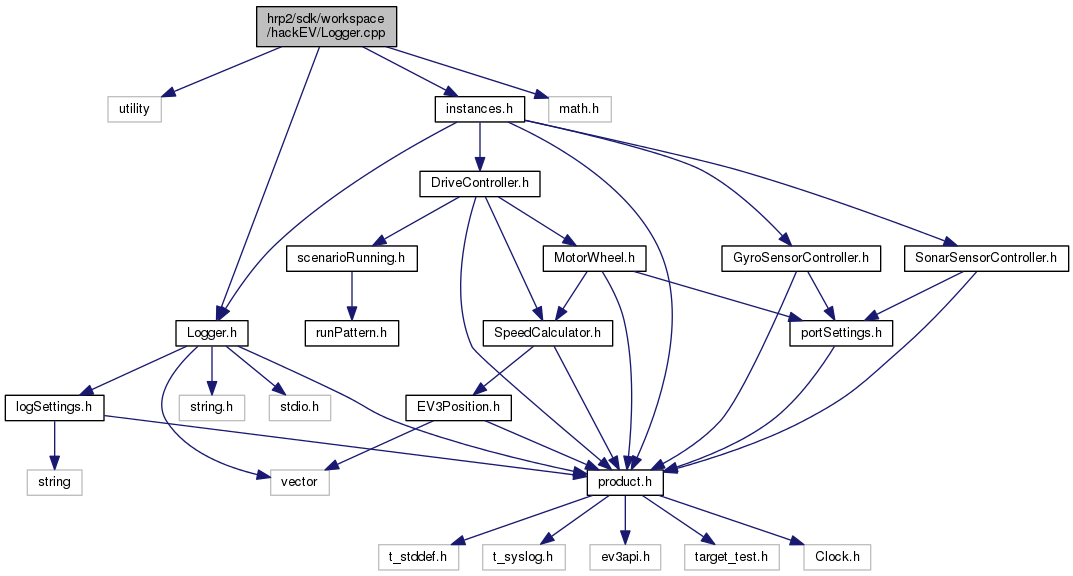 hrp2/sdk/workspace
/hackEV/Logger.cpp
utility
instances.h
math.h
DriveController.h
scenarioRunning.h
MotorWheel.h
GyroSensorController.h
SonarSensorController.h
Logger.h
runPattern.h
SpeedCalculator.h
portSettings.h
logSettings.h
string.h
stdio.h
EV3Position.h
string
vector
product.h
t_stddef.h
t_syslog.h
ev3api.h
target_test.h
Clock.h